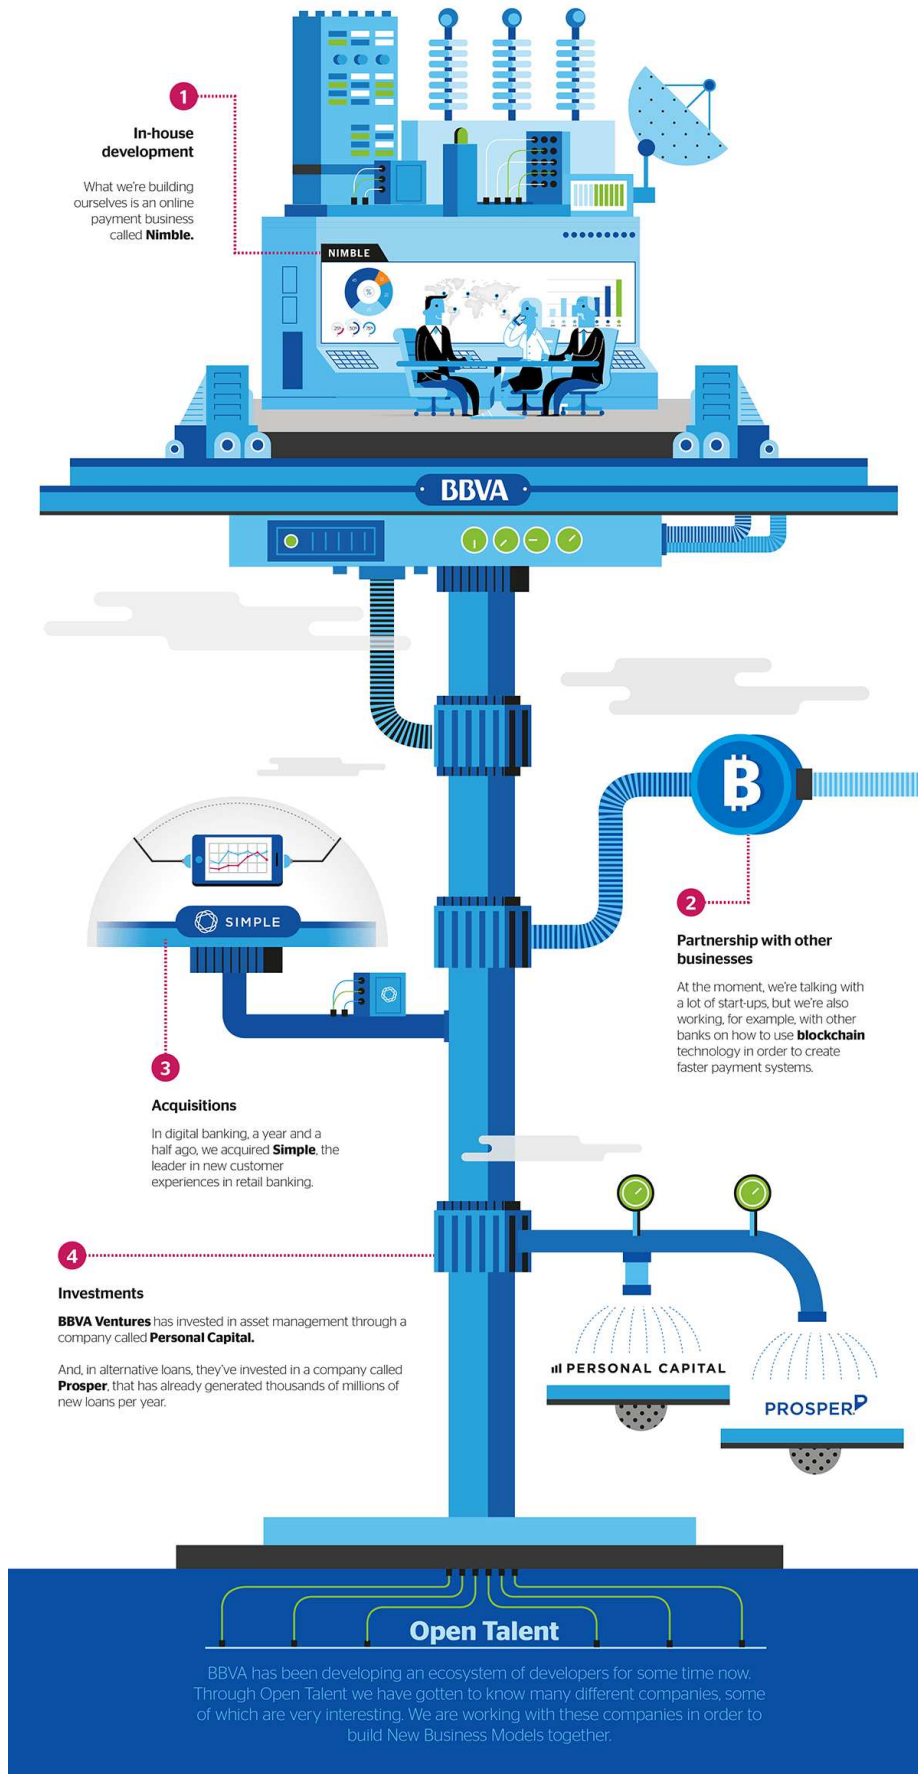 1
In-house
development
What we're building
ourselves is an online
payment business
called Nimble.
NIMBLE
BBVA
SIMPLE
2
Partnership with other
businesses
At the moment, we're talking with
a lot of start-ups, but we're also
working, for example, with other
banks on how to use blockchain
technology in order to create
faster payment systems.
3
Acquisitions
In digital banking, a year and a
half ago, we acquired Simple, the
leader in new customer
experiences in retail banking.
4
Investments
BBVA Ventures has invested in asset management through a
company called Personal Capital.
And, in alternative loans, they've invested in a company called
Prosper, that has already generated thousands of millions of
new loans per year.
PERSONAL CAPITAL
PROSPER
Open Talent
BBVA has been developing an ecosystem of developers for some time now.
Through Open Talent we have gotten to know many different companies, some
of which are very interesting. We are working with these companies in order to
build New Business Models together.